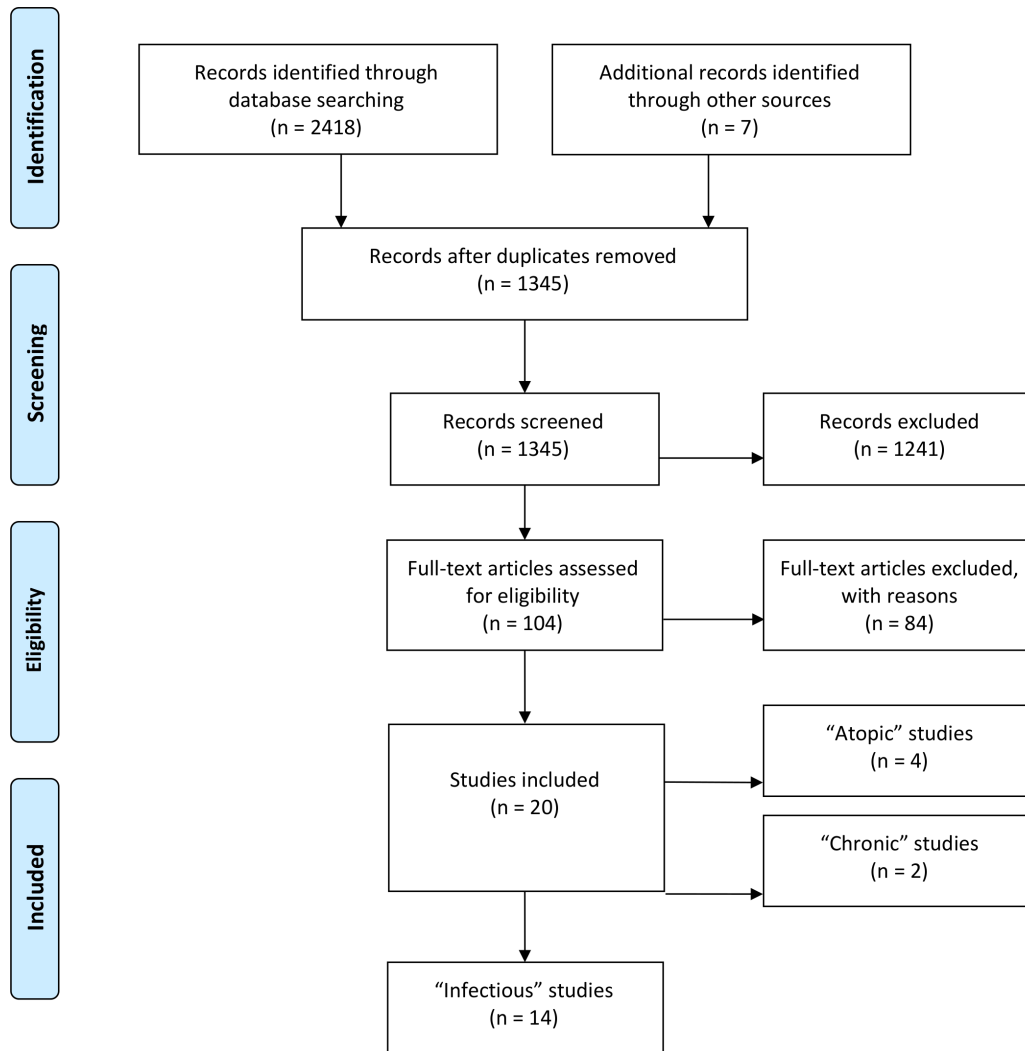 Identification
Records identified through
database searching
(n = 2418)
Additional records identified
through other sources
(n = 7)
Records after duplicates removed
(n = 1345)
Screening
Records screened
(n = 1345)
Records excluded
(n = 1241)
Eligibility
Full-text articles assessed
for eligibility
(n = 104)
Full-text articles excluded,
with reasons
(n = 84)
Included
Studies included
(n = 20)
“Atopic” studies
(n = 4)
“Chronic” studies
(n = 2)
“Infectious” studies
(n = 14)